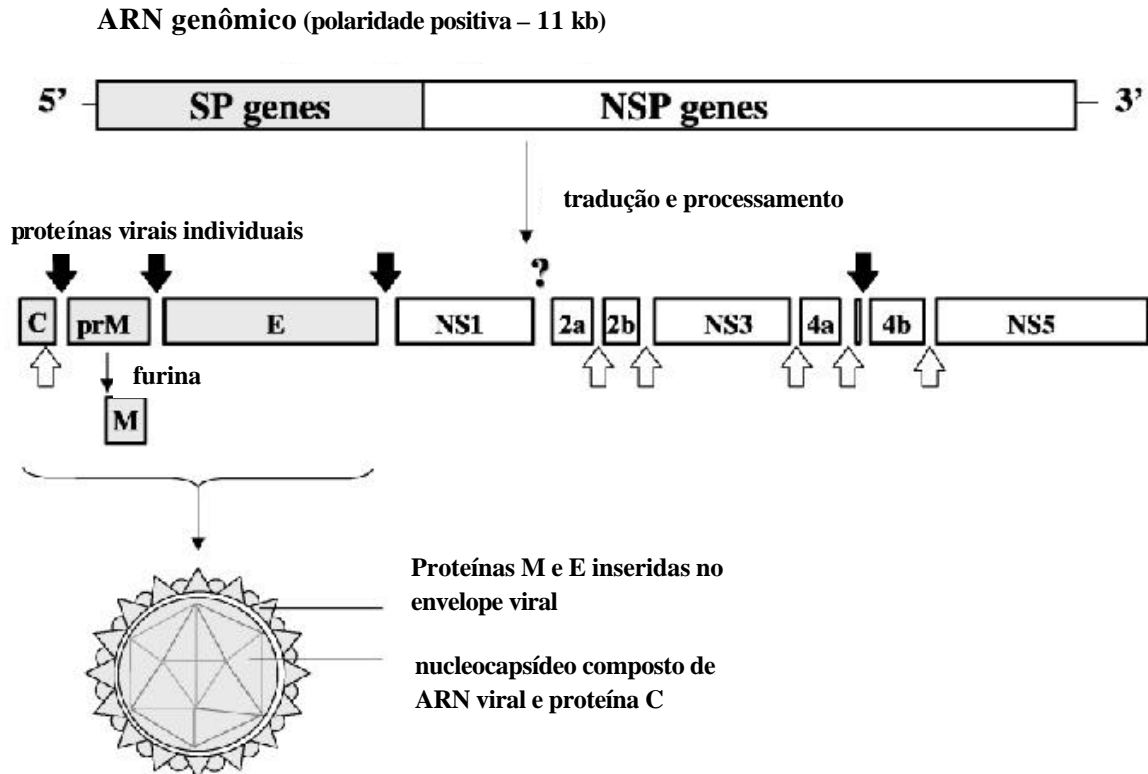 ARN genômico (polaridade positiva – 11 kb)
5’ SP genes NSP genes 3’
tradução e processamento
proteínas virais individuais
?
C prM E NS1 2a 2b NS3 4a 4b NS5
furina
M
Proteínas M e E inseridas no
envelope viral
nucleocapsídeo composto de
ARN viral e proteína C